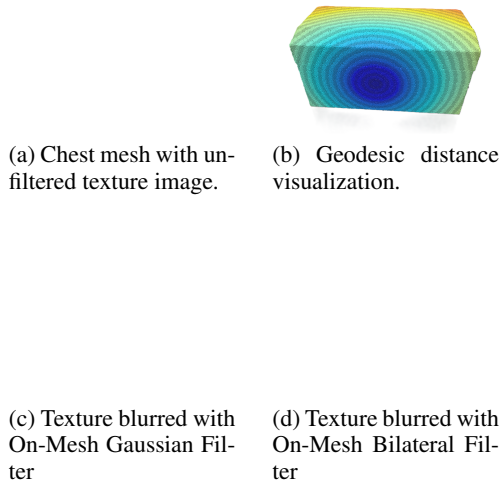 (a) Chest mesh with un-
filtered texture image.
(b) Geodesic distance
visualization.
(c) Texture blurred with
On-Mesh Gaussian Fil-
ter
(d) Texture blurred with
On-Mesh Bilateral Fil-
ter